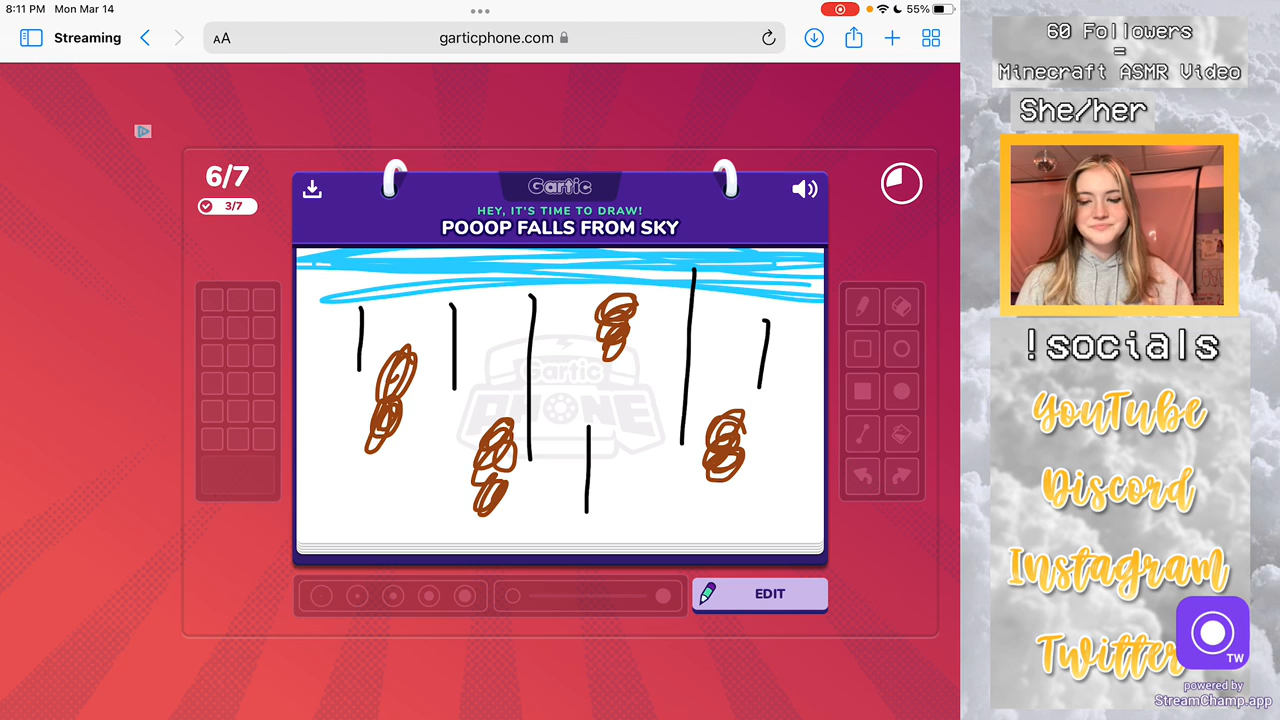 8:11 PM Mon Mar 14
55%
Streaming
AA
garticphone.com
6/7
3/7
Gartic
HEY, IT'S TIME TO DRAW!
POOOP FALLS FROM SKY
Gartic
PHONE
EDIT
60 Followers
=
Minecraft ASMR Video
She/her
!socials
YouTube
Discord
Instagram
Twitter
TW
powered by
StreamChamp.app